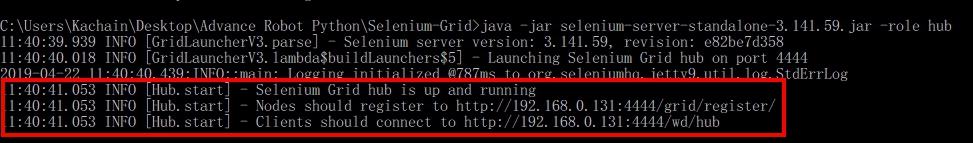 C:\Users\Kachain\Desktop\Advance Robot Python\Selenium-Grid>java -jar selenium-server-standalone-3.141.59.jar -role hub
11:40:39.939 INFO [GridLauncherV3.parse] - Selenium server version: 3.141.59, revision: e82be7d358
11:40:40.018 INFO [GridLauncherV3.lambda$buildLaunchers$5] - Launching Selenium Grid hub on port 4444
2019-04-22 11:40:40.439:INFO::main: Logging initialized @787ms to org.seleniumhq.jetty9.util.log.StdErrLog
1:40:41.053 INFO [Hub.start] - Selenium Grid hub is up and running
1:40:41.053 INFO [Hub.start] - Nodes should register to http://192.168.0.131:4444/grid/register/
1:40:41.053 INFO [Hub.start] - Clients should connect to http://192.168.0.131:4444/wd/hub